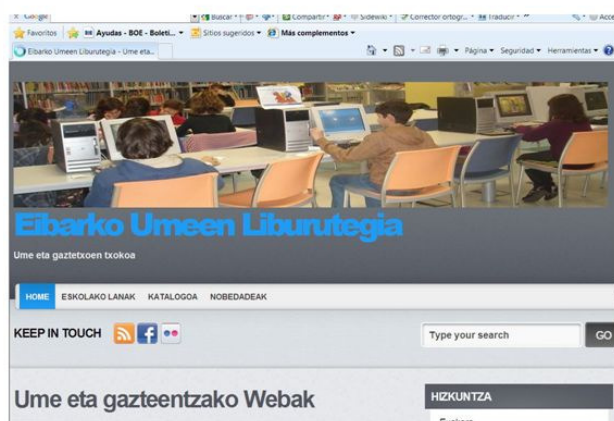 Google
Buscar
Compartir
Sidewiki
Corrector ortogr...
Traducir
Favoritos
Ayudas - BOE - Boletí...
Sitios sugeridos
Más complementos
Eibarko Umeen Liburutegia - Ume eta...
Página
Seguridad
Herramientas
Eibarko Umeen Liburutegia
Ume eta gaztetxoen txokoa
HOME ESKOLAKO LANAK KATALOGOA NOBEDADEAK
KEEP IN TOUCH
Type your search
GO
Ume eta gazteentzako Webak
HIZKUNTZA